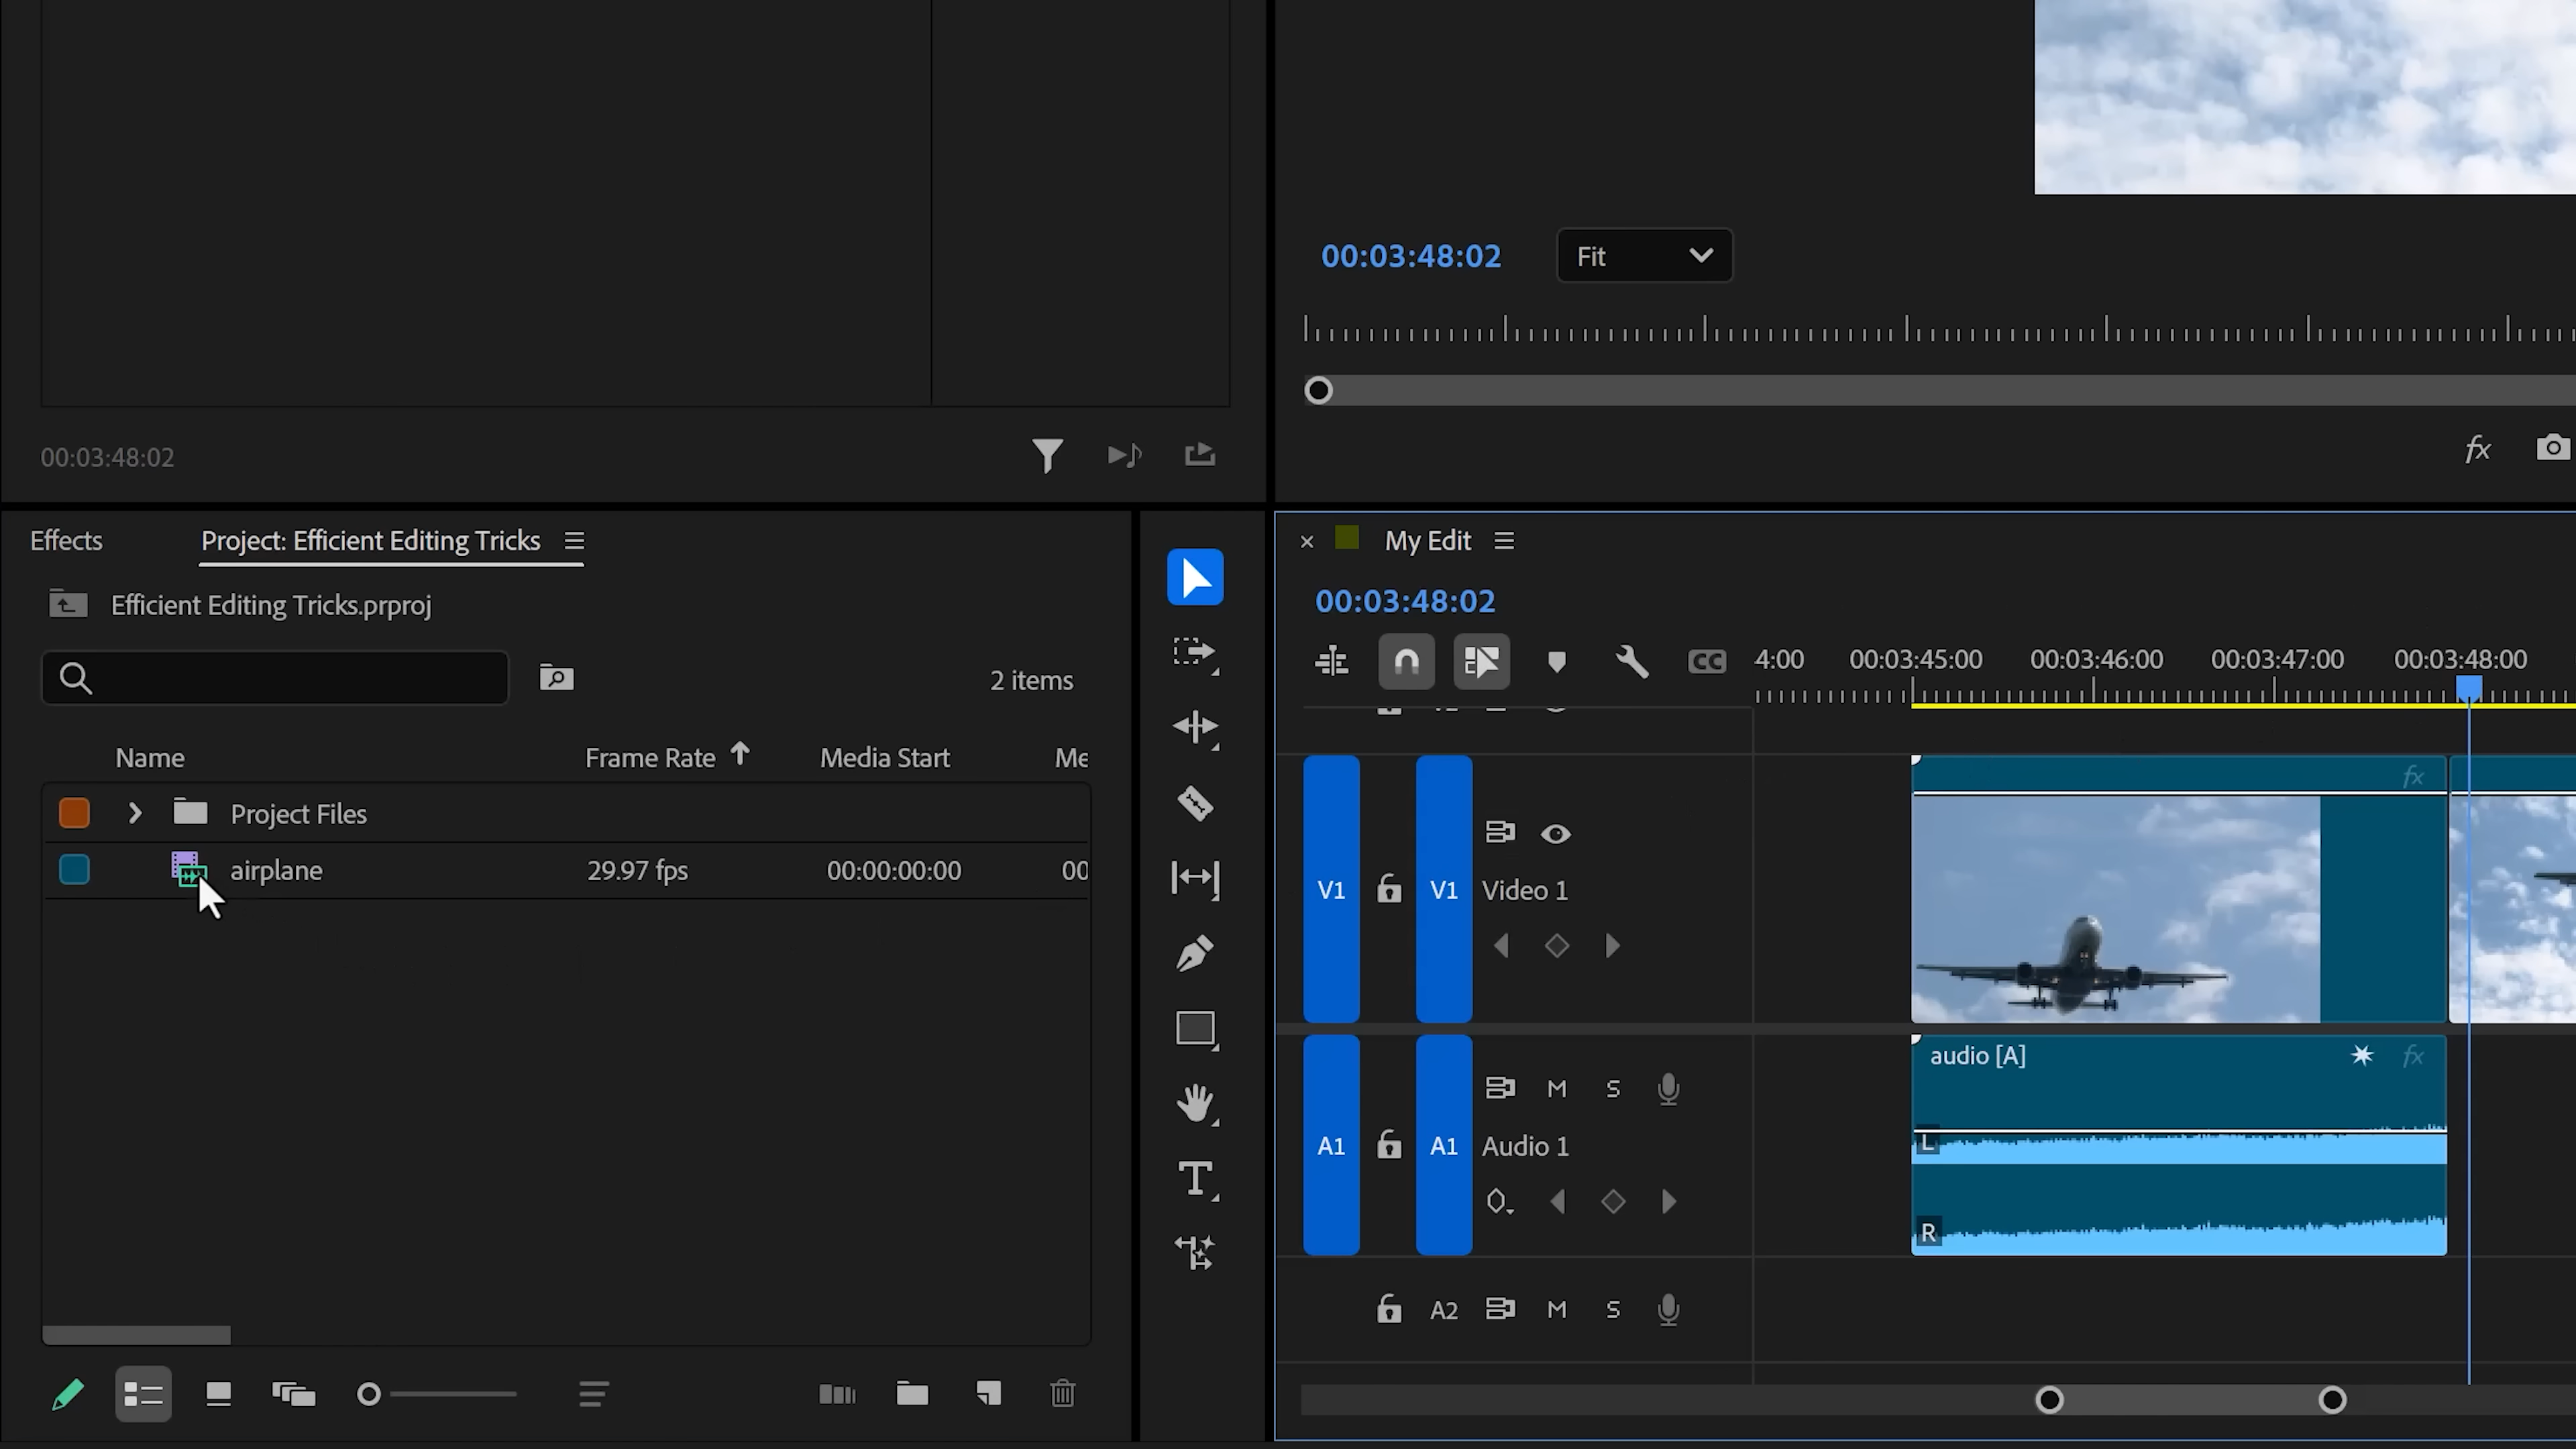 00:03:48:02
Fit
00:03:48:02
fx
Effects
Project: Efficient Editing Tricks
Efficient Editing Tricks.prproj
2 items
Name
Frame Rate
Media Start
Me
Project Files
airplane
29.97 fps
00:00:00:00
00
My Edit
00:03:48:02
CC
4:00
00:03:45:00
00:03:46:00
00:03:47:00
00:03:48:00
V1
V1
Video 1
fx
A1
A1
M
S
Audio 1
audio [A]
fx
L
R
A2
M
S